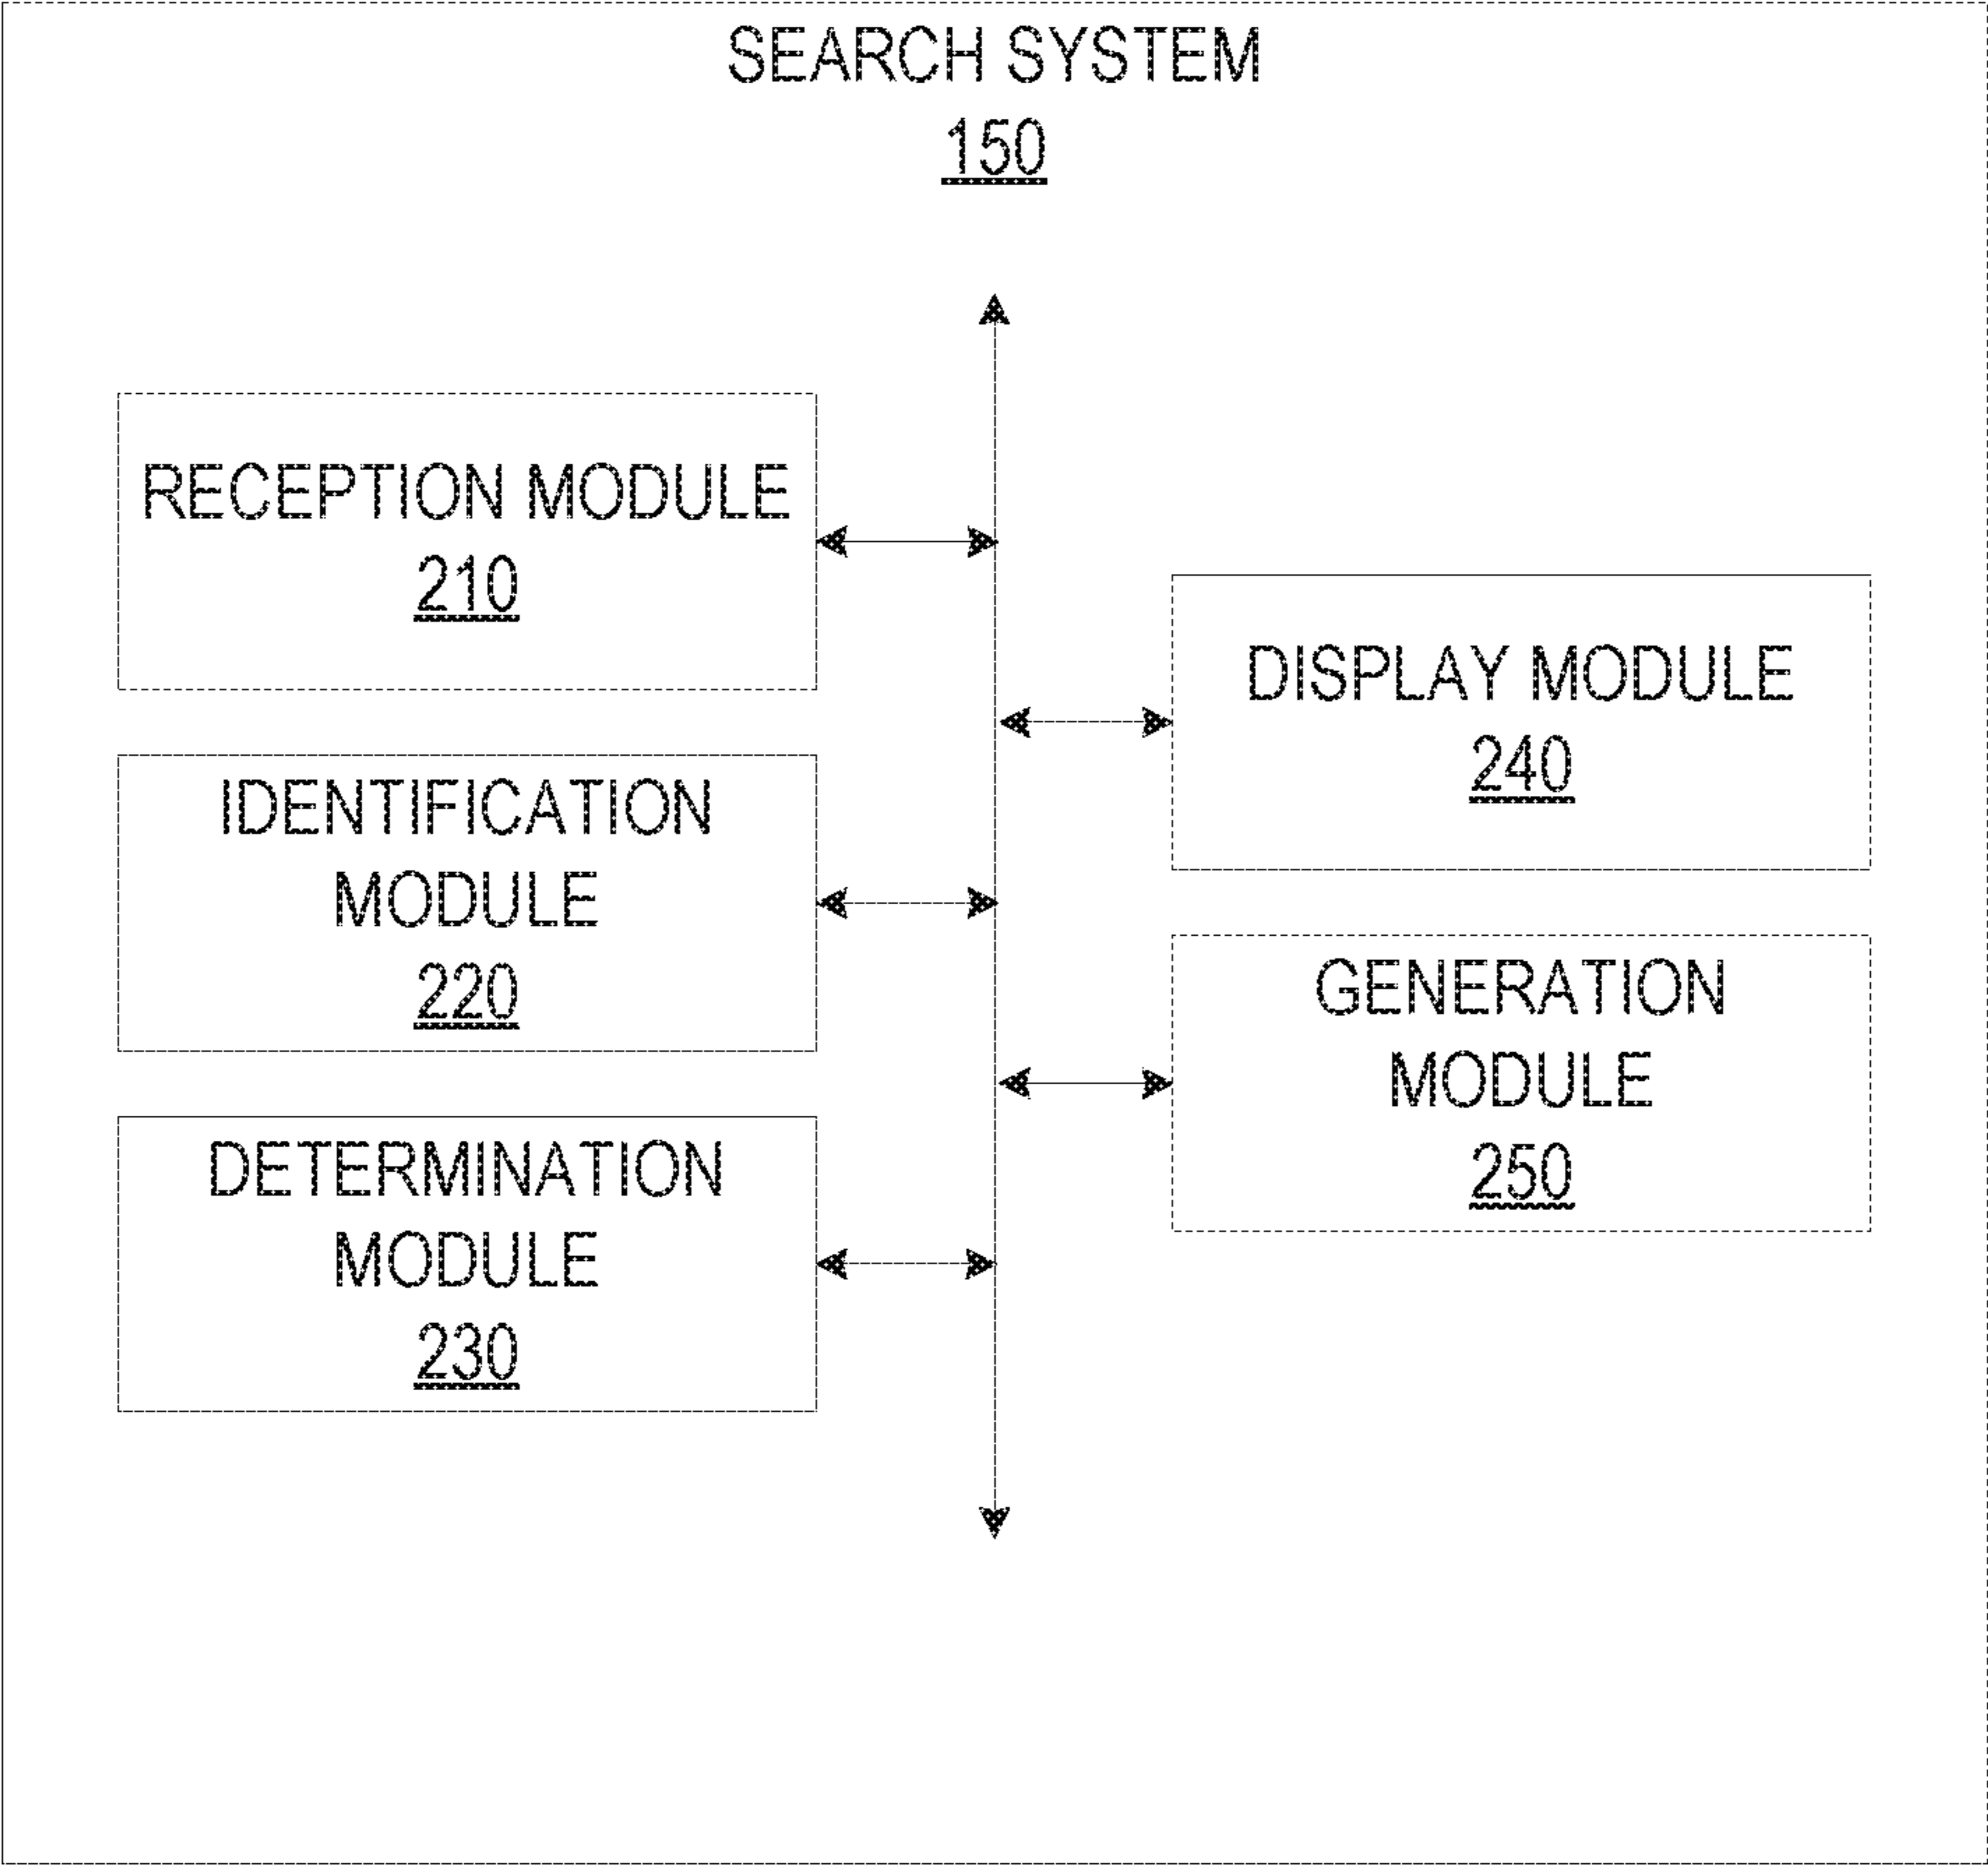 SEARCH SYSTEM
150
RECEPTION MODULE
210
IDENTIFICATION
MODULE
220
DETERMINATION
MODULE
230
DISPLAY MODULE
240
GENERATION
MODULE
250